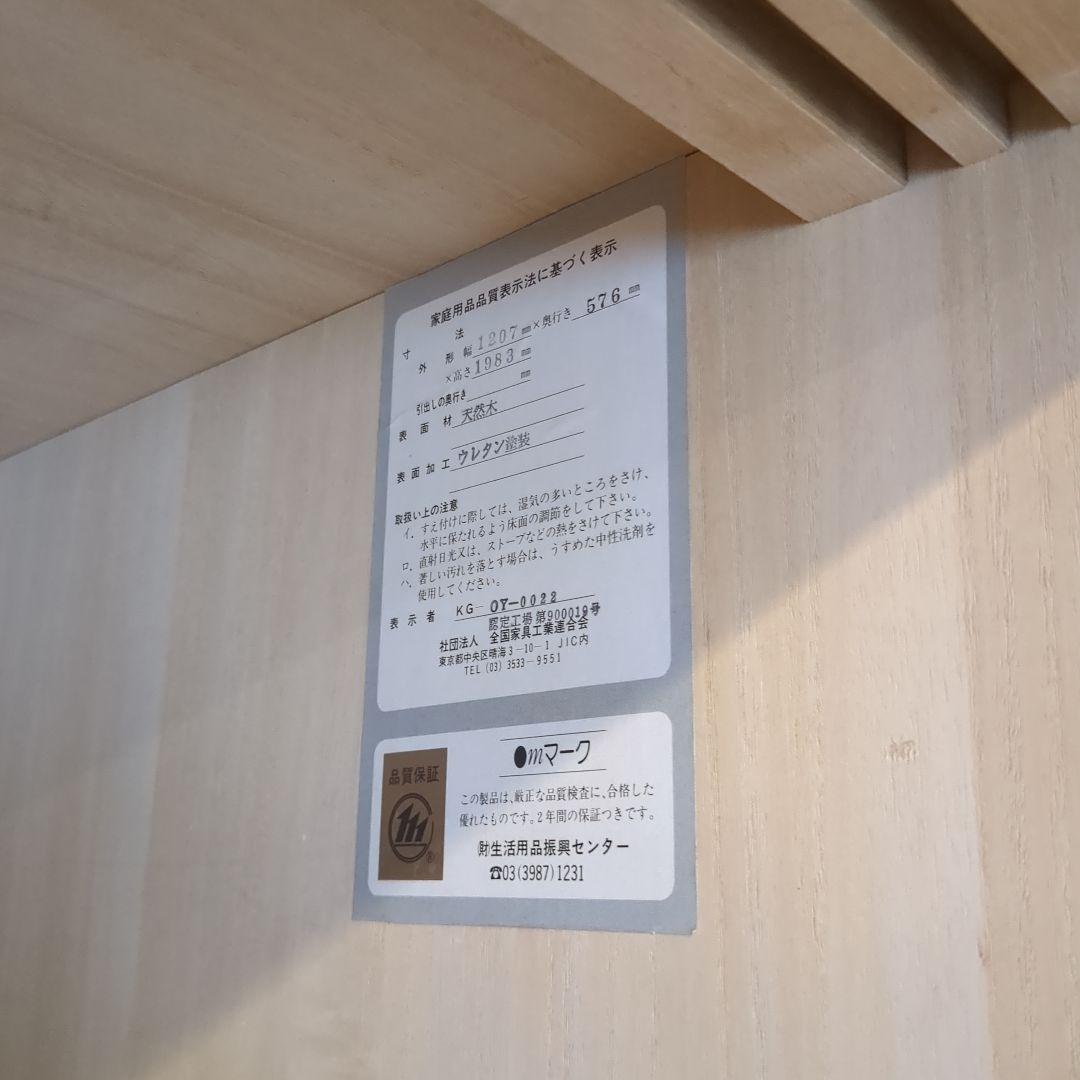 家庭用品品質表示法に基づく表示
寸法
外形 幅 1207 ㎜ ×奥行き 576 ㎜
×高さ 1983 ㎜
引出しの奥行き ㎜
表面材 天然木
表面加工 ウレタン塗装
取扱い上の注意
イ. すえ付けに際しては、湿気の多いところをさけ、
水平に保たれるよう床面の調節をして下さい。
ロ. 直射日光又は、ストーブなどの熱をさけて下さい。
ハ. 著しい汚れを落とす場合は、うすめた中性洗剤を
使用してください。
表示者 KG-OY-0022
認定工場 第900019号
社団法人 全国家具工業連合会
東京都中央区晴海3-10-1 JIC内
TEL (03) 3533-9551
品質保証
®
●mマーク
この製品は、厳正な品質検査に、合格した
優れたものです。2年間の保証つきです。
㈶生活用品振興センター
☎03(3987)1231